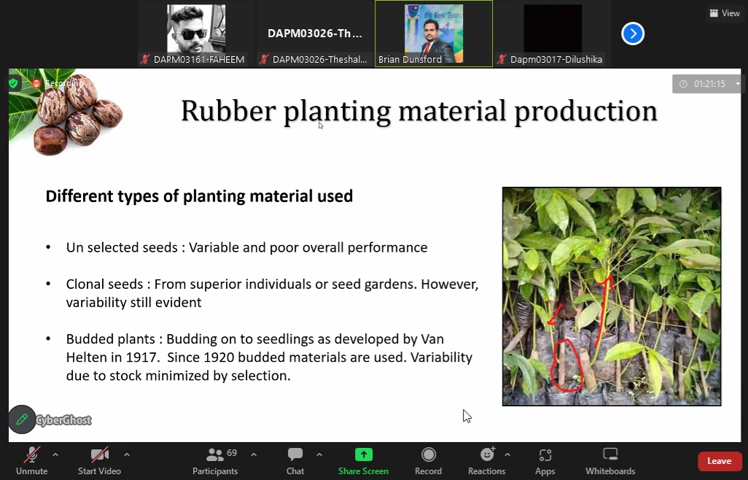 View
DAPM03026-Th...
DARM03161-FAHEEM
DAPM03026-Theshal...
Brian Dunsford
Dapm03017-Dilushika
Recording
01:21:15
Rubber planting material production
Different types of planting material used
• Un selected seeds : Variable and poor overall performance
• Clonal seeds : From superior individuals or seed gardens. However,
variability still evident
• Budded plants : Budding on to seedlings as developed by Van
Helten in 1917. Since 1920 budded materials are used. Variability
due to stock minimized by selection.
CyberGhost
69
Unmute
Start Video
Participants
Chat
Share Screen
Record
Reactions
Apps
Whiteboards
Leave